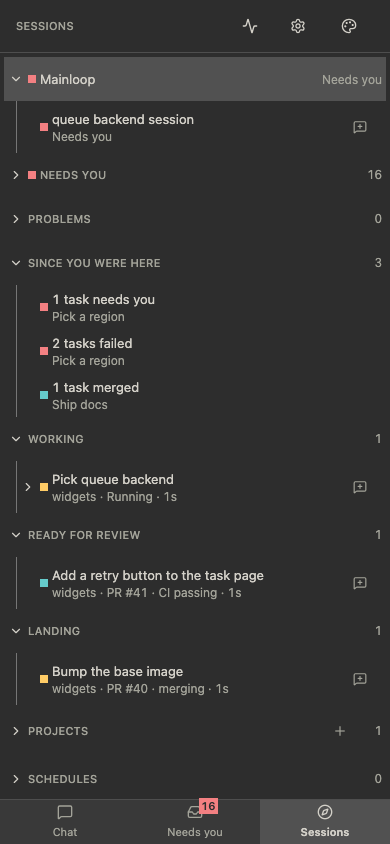 SESSIONS
Mainloop Needs you
queue backend session
Needs you
NEEDS YOU 16
PROBLEMS 0
SINCE YOU WERE HERE 3
1 task needs you
Pick a region
2 tasks failed
Pick a region
1 task merged
Ship docs
WORKING 1
Pick queue backend
widgets · Running · 1s
READY FOR REVIEW 1
Add a retry button to the task page
widgets · PR #41 · CI passing · 1s
LANDING 1
Bump the base image
widgets · PR #40 · merging · 1s
PROJECTS + 1
SCHEDULES 0
16
Chat Needs you Sessions